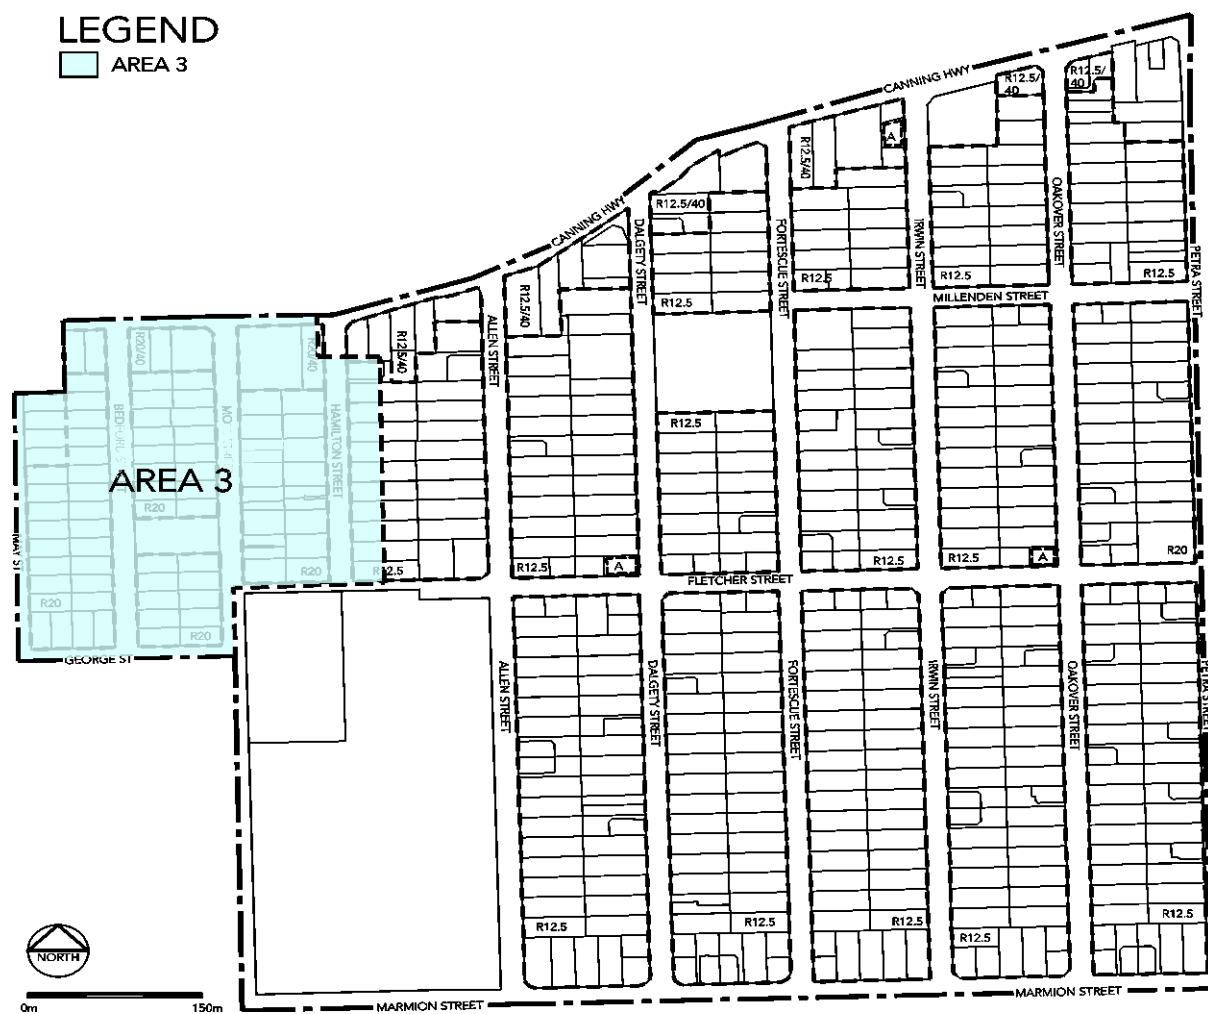 LEGEND
AREA 3
CANNING HWY
R12.5/
40
R12.5/
40
A
R12.5/40
OAKOVER STREET
R12.5/40
CANNING HWY
DALGETY STREET
FORTESCUE STREET
IRWIN STREET
PETRA STREET
R12.5
R12.5
R12.5
R12.5/40
R12.5
MILLENDEN STREET
ALLEN STREET
R12.5/40
R20/40
R20/40
HAMILTON STREET
R12.5
AREA 3
R20
MAY ST
R20
R12.5
R12.5
A
R12.5
R12.5
A
R20
FLETCHER STREET
R20
R20
GEORGE ST
ALLEN STREET
DALGETY STREET
FORTESCUE STREET
IRWIN STREET
OAKOVER STREET
PETRA STREET
R12.5
R12.5
R12.5
R12.5
R12.5
NORTH
0m
150m
MARMION STREET
MARMION STREET